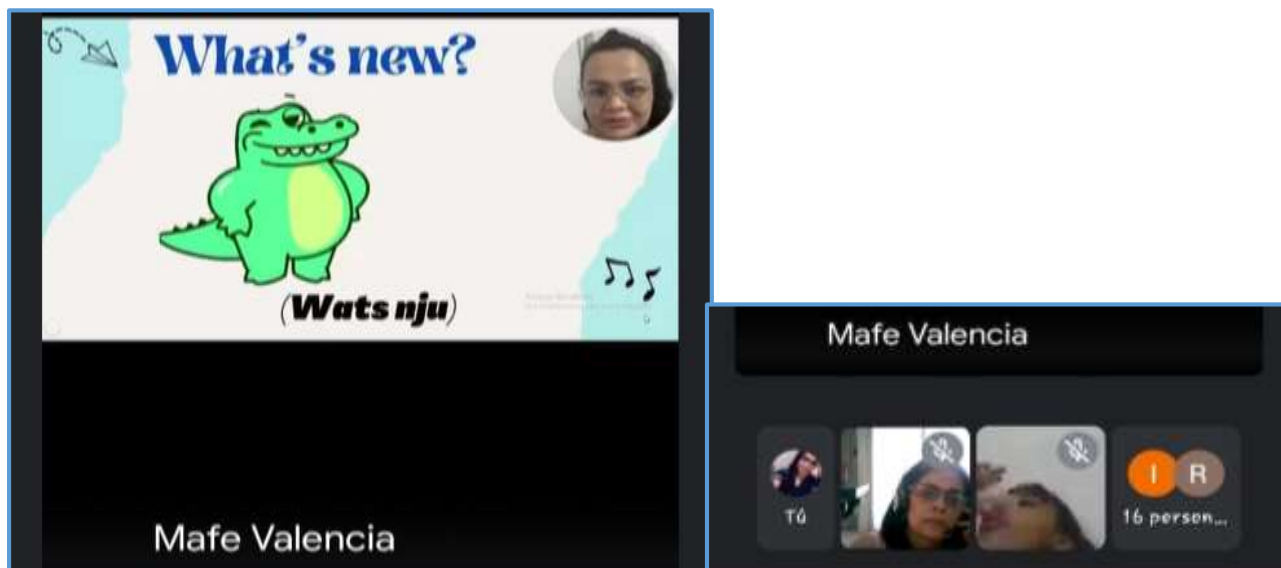 What's new?
(Wats nju)
Mafe Valencia
Mafe Valencia
Tú
I R
16 person...